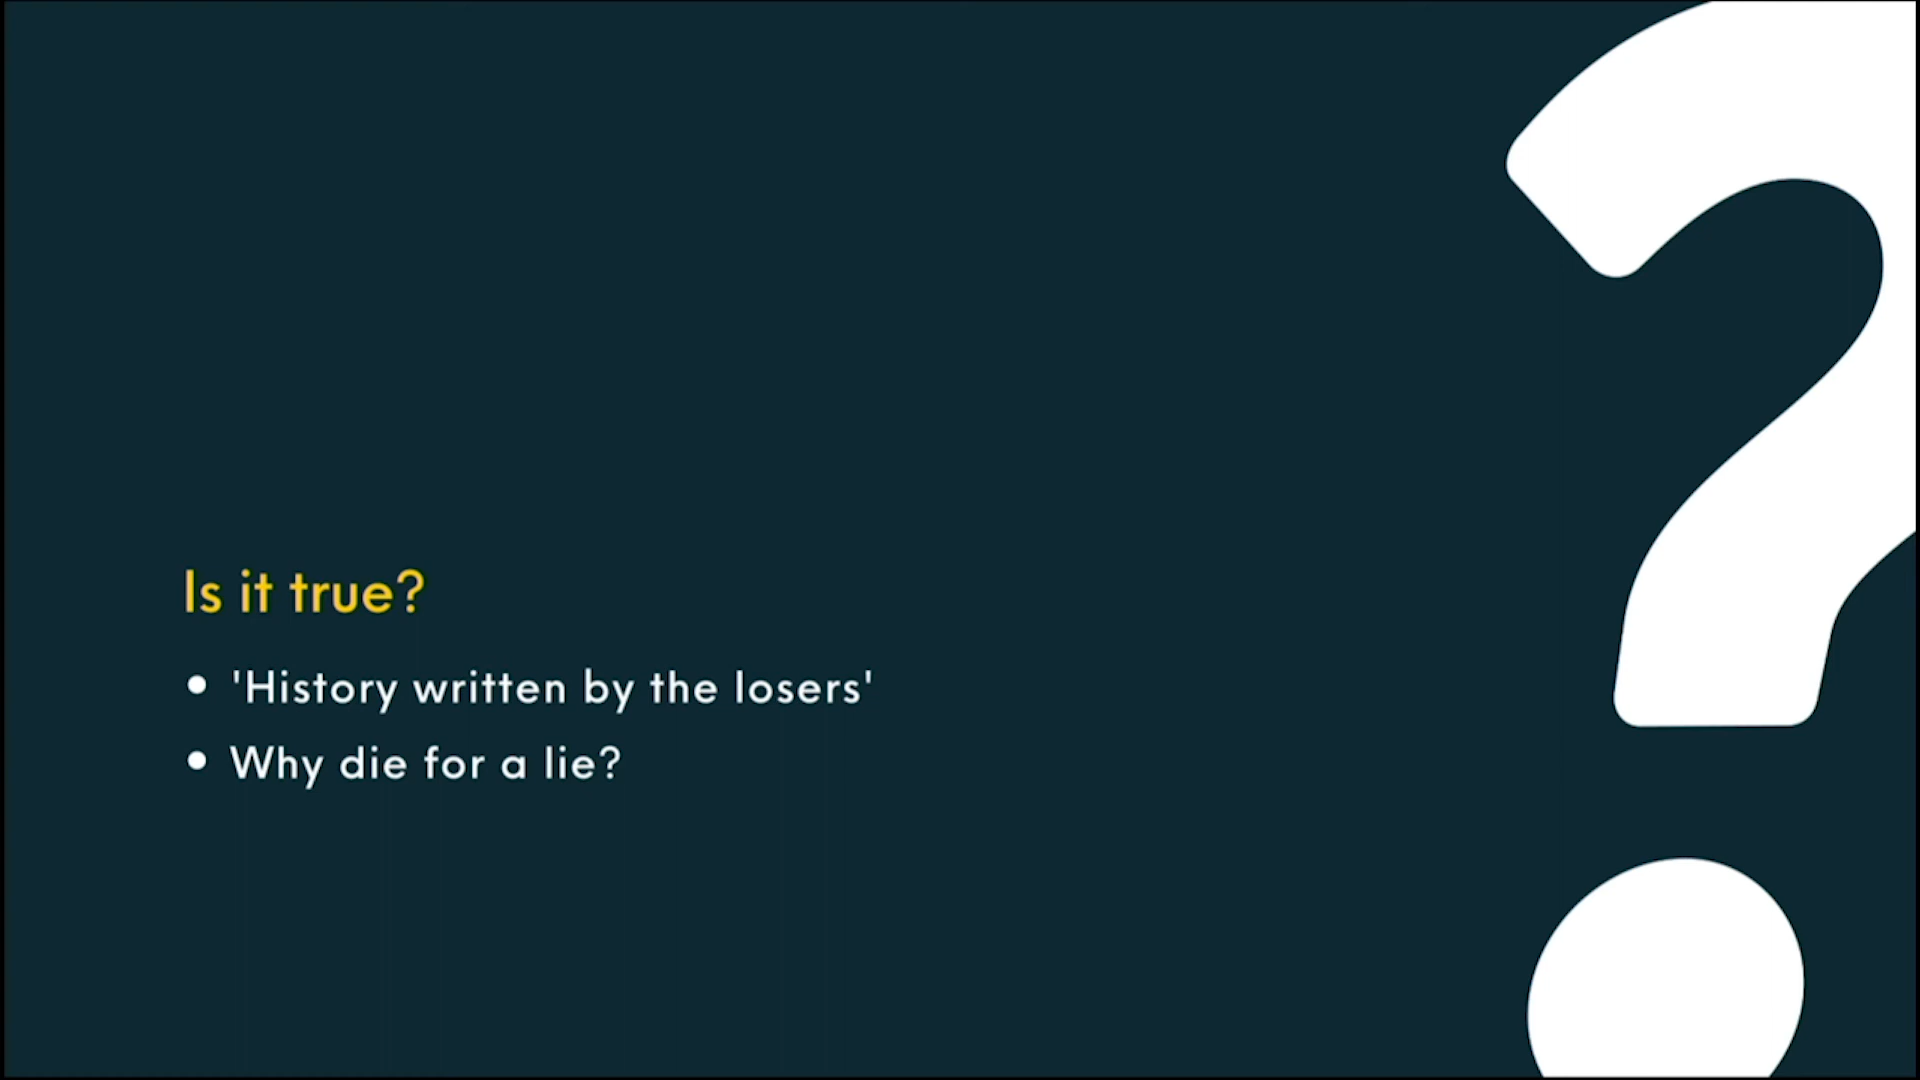 Is it true?
• 'History written by the losers'
• Why die for a lie?
?